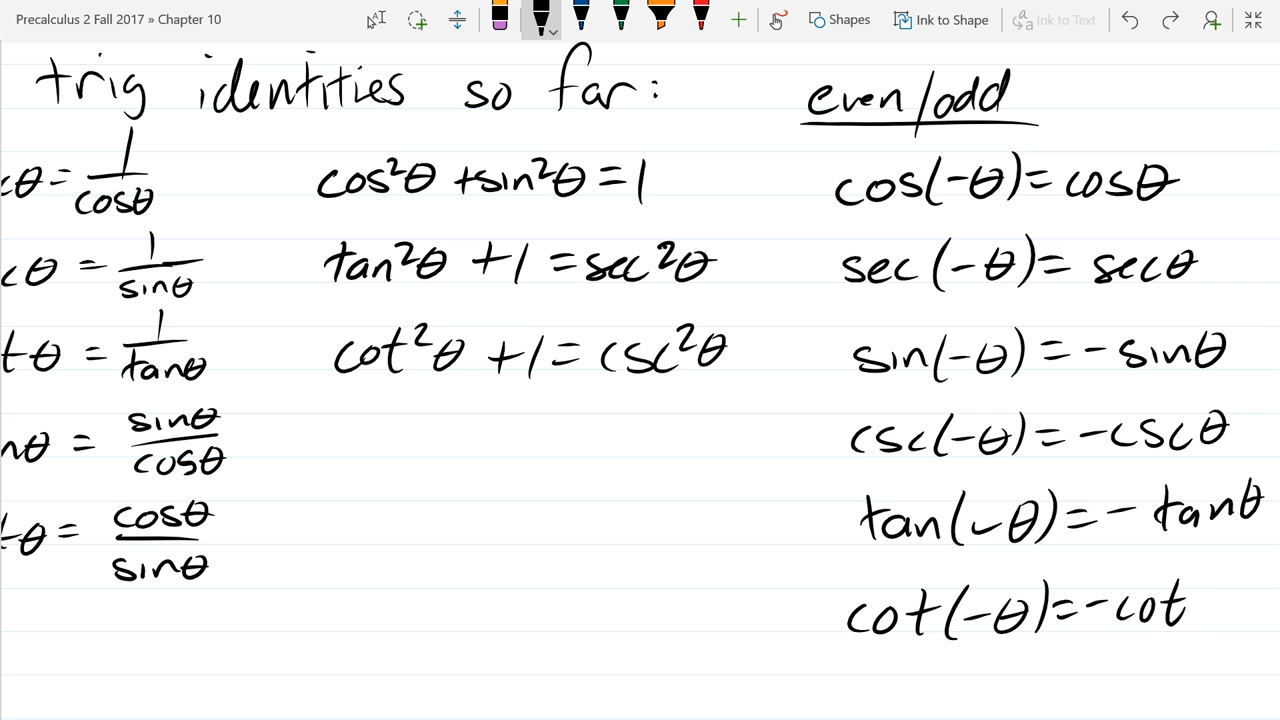 Precalculus 2 Fall 2017 » Chapter 10
Shapes
Ink to Shape
Ink to Text
trig identities so far:
cθ = 1/cosθ
cθ = 1/sinθ
tθ = 1/tanθ
nθ = sinθ/cosθ
tθ = cosθ/sinθ
cos²θ + sin²θ = 1
tan²θ + 1 = sec²θ
cot²θ + 1 = csc²θ
even/odd
cos(-θ) = cosθ
sec(-θ) = secθ
sin(-θ) = -sinθ
csc(-θ) = -cscθ
tan(-θ) = -tanθ
cot(-θ) = -cot